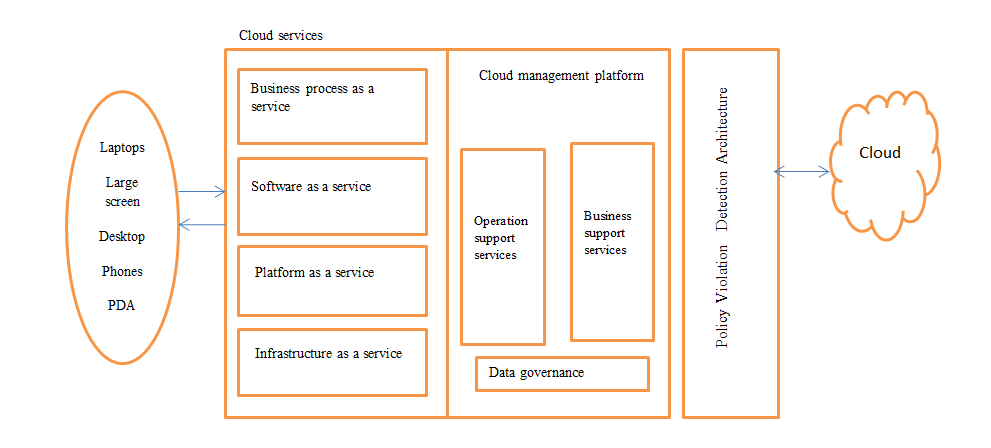 Cloud services
Laptops
Large
screen
Desktop
Phones
PDA
Business process as a
service
Software as a service
Platform as a service
Infrastructure as a service
Cloud management platform
Operation
support
services
Business
support
services
Data governance
Policy Violation Detection Architecture
Cloud